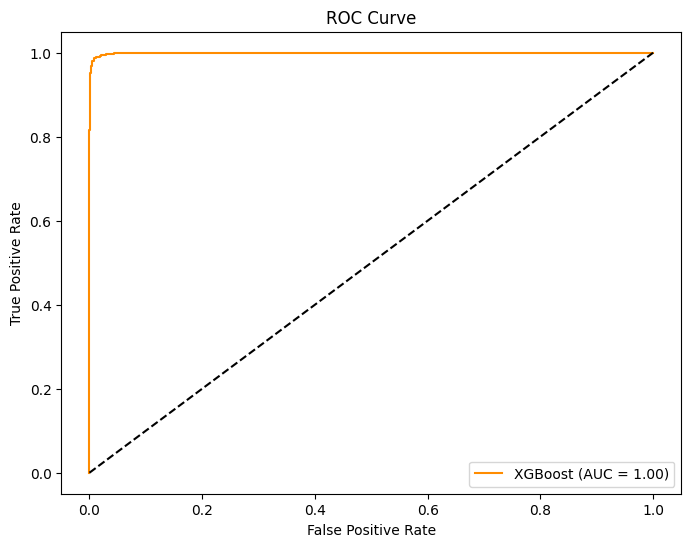 ROC Curve
True Positive Rate
1.0
0.8
0.6
0.4
0.2
0.0
XGBoost (AUC = 1.00)
0.0 0.2 0.4 0.6 0.8 1.0
False Positive Rate